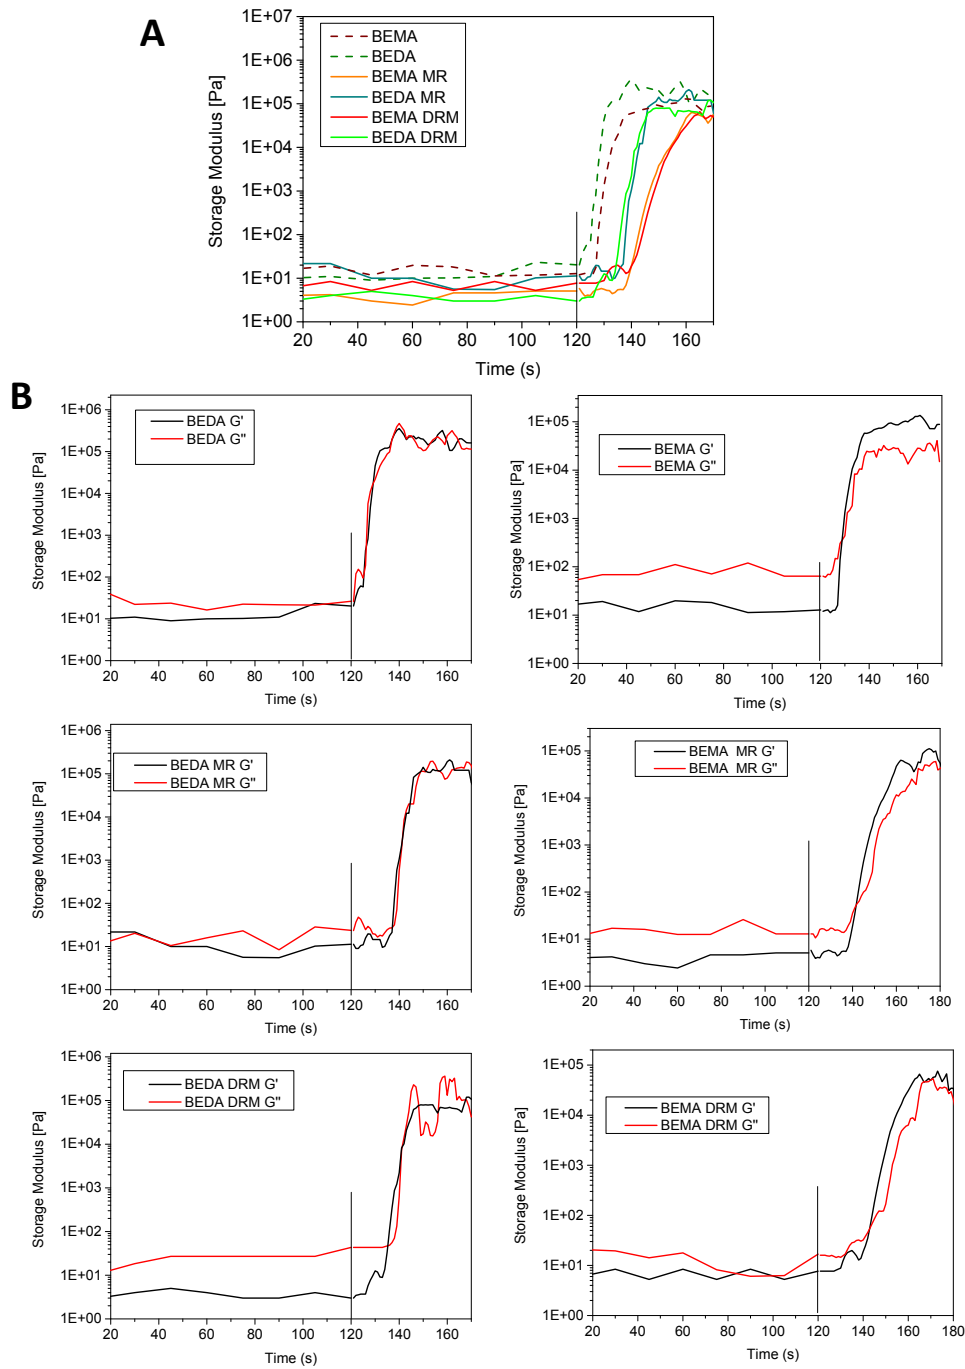 A
Storage Modulus [Pa]
1E+07
1E+06
1E+05
1E+04
1E+03
1E+02
1E+01
1E+00
BEMA
BEDA
BEMA MR
BEDA MR
BEMA DRM
BEDA DRM
20 40 60 80 100 120 140 160
Time (s)
B
Storage Modulus [Pa]
1E+06
1E+05
1E+04
1E+03
1E+02
1E+01
1E+00
BEDA G'
BEDA G"
20 40 60 80 100 120 140 160
Time (s)
Storage Modulus [Pa]
1E+05
1E+04
1E+03
1E+02
1E+01
1E+00
BEMA G'
BEMA G"
20 40 60 80 100 120 140 160
Time (s)
Storage Modulus [Pa]
1E+06
1E+05
1E+04
1E+03
1E+02
1E+01
1E+00
BEDA MR G'
BEDA MR G"
20 40 60 80 100 120 140 160
Time (s)
Storage Modulus [Pa]
1E+05
1E+04
1E+03
1E+02
1E+01
1E+00
BEMA MR G'
BEMA MR G"
20 40 60 80 100 120 140 160 180
Time (s)
Storage Modulus [Pa]
1E+06
1E+05
1E+04
1E+03
1E+02
1E+01
1E+00
BEDA DRM G'
BEDA DRM G"
20 40 60 80 100 120 140 160
Time (s)
Storage Modulus [Pa]
1E+05
1E+04
1E+03
1E+02
1E+01
1E+00
BEMA DRM G'
BEMA DRM G"
20 40 60 80 100 120 140 160 180
Time (s)